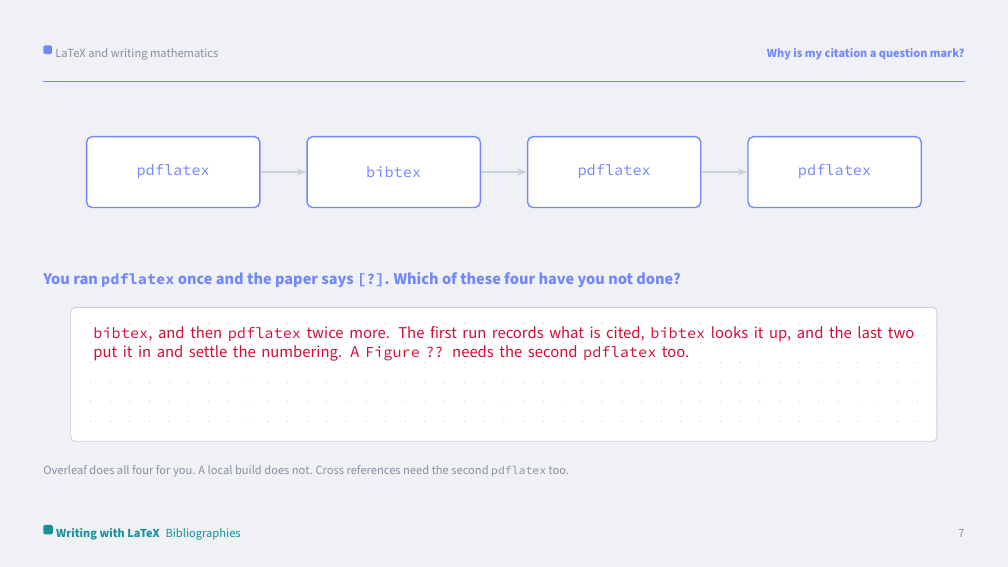 LaTeX and writing mathematics
Why is my citation a question mark?
pdflatex
bibtex
pdflatex
pdflatex
You ran pdflatex once and the paper says [?]. Which of these four have you not done?
bibtex, and then pdflatex twice more. The first run records what is cited, bibtex looks it up, and the last two
put it in and settle the numbering. A Figure ?? needs the second pdflatex too.
Overleaf does all four for you. A local build does not. Cross references need the second pdflatex too.
Writing with LaTeX Bibliographies
7